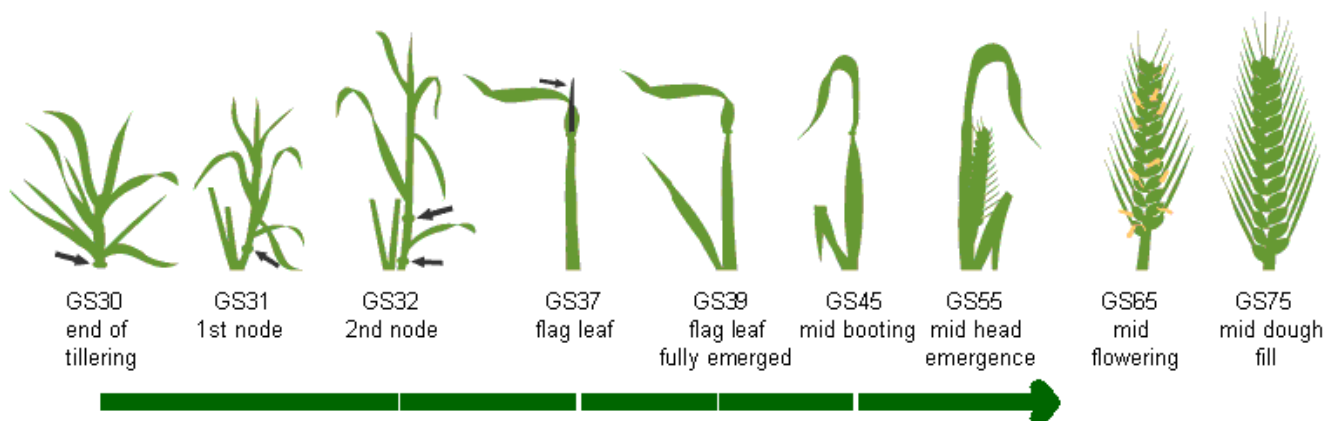 GS30
end of
tillering
GS31
1st node
GS32
2nd node
GS37
flag leaf
GS39
flag leaf
fully emerged
GS45
mid booting
GS55
mid head
emergence
GS65
mid
flowering
GS75
mid dough
fill